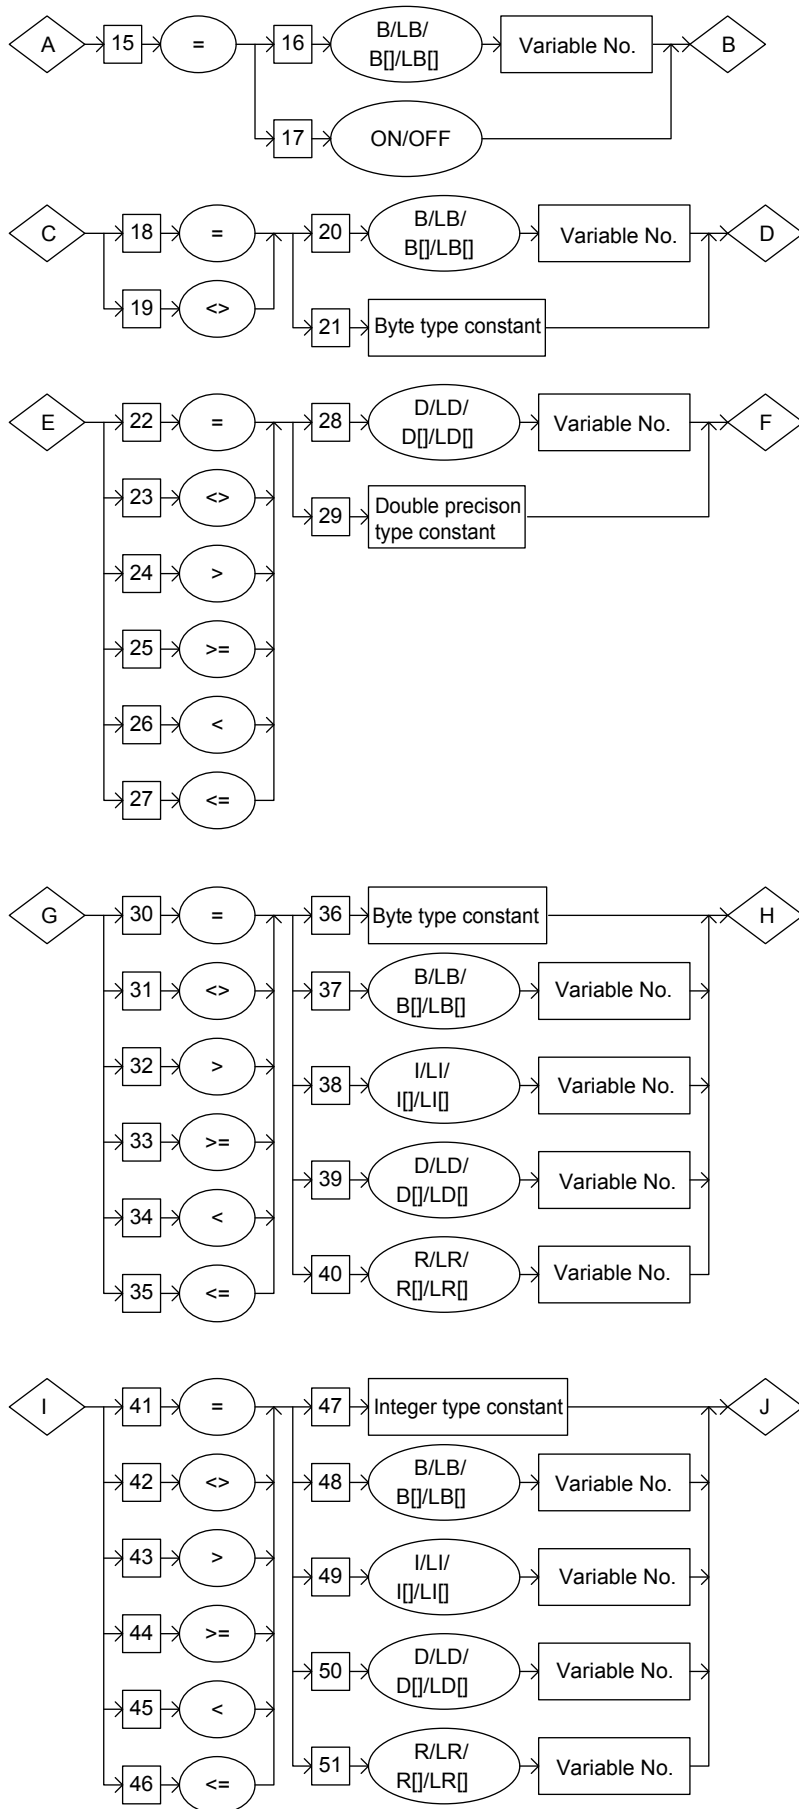 A 15 = 16 B/LB/
B[]/LB[] Variable No. B
17 ON/OFF
C 18 = 20 B/LB/
B[]/LB[] Variable No. D
19 <> 21 Byte type constant
E 22 = 28 D/LD/
D[]/LD[] Variable No. F
23 <> 29 Double precison
type constant
24 >
25 >=
26 <
27 <=
G 30 = 36 Byte type constant H
31 <> 37 B/LB/
B[]/LB[] Variable No.
32 > 38 I/LI/
I[]/LI[] Variable No.
33 >= 39 D/LD/
D[]/LD[] Variable No.
34 < 40 R/LR/
R[]/LR[] Variable No.
35 <=
I 41 = 47 Integer type constant J
42 <> 48 B/LB/
B[]/LB[] Variable No.
43 > 49 I/LI/
I[]/LI[] Variable No.
44 >= 50 D/LD/
D[]/LD[] Variable No.
45 < 51 R/LR/
R[]/LR[] Variable No.
46 <=